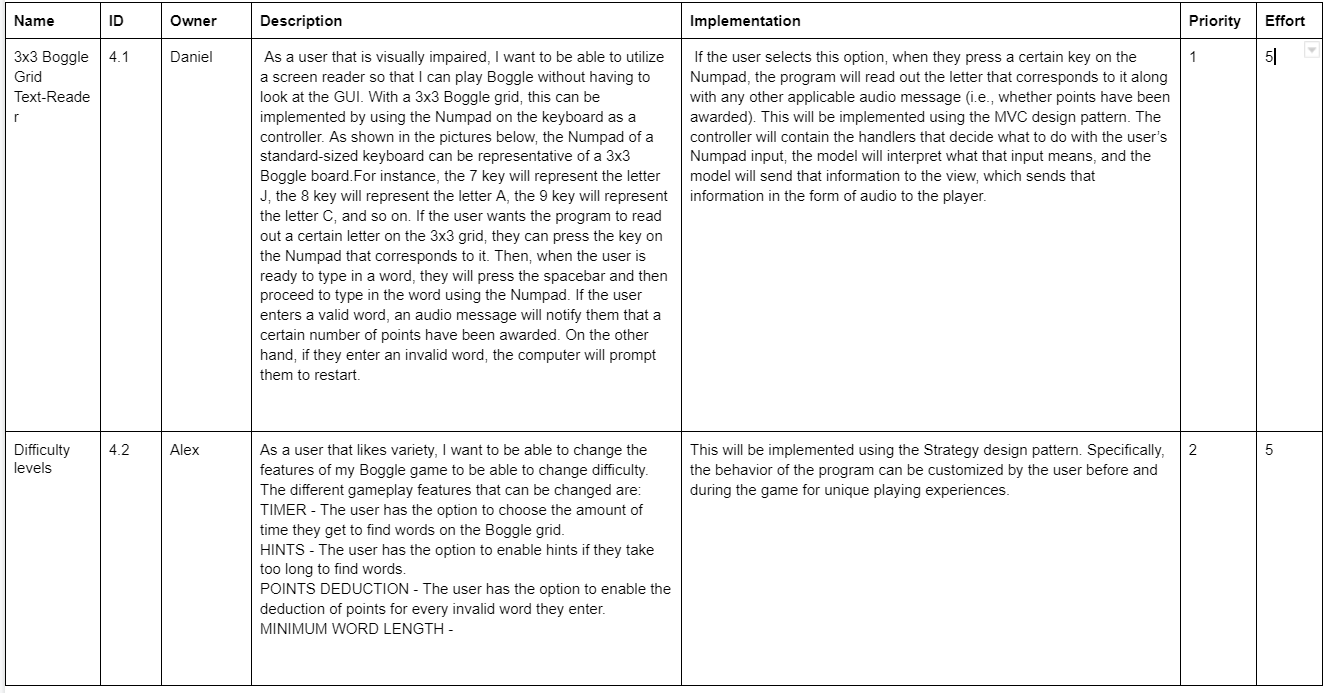 Name ID Owner Description Implementation Priority Effort
3x3 Boggle
Grid
Text-Reade
r
4.1
Daniel
As a user that is visually impaired, I want to be able to utilize
a screen reader so that I can play Boggle without having to
look at the GUI. With a 3x3 Boggle grid, this can be
implemented by using the Numpad on the keyboard as a
controller. As shown in the pictures below, the Numpad of a
standard-sized keyboard can be representative of a 3x3
Boggle board.For instance, the 7 key will represent the letter
J, the 8 key will represent the letter A, the 9 key will represent
the letter C, and so on. If the user wants the program to read
out a certain letter on the 3x3 grid, they can press the key on
the Numpad that corresponds to it. Then, when the user is
ready to type in a word, they will press the spacebar and then
proceed to type in the word using the Numpad. If the user
enters a valid word, an audio message will notify them that a
certain number of points have been awarded. On the other
hand, if they enter an invalid word, the computer will prompt
them to restart.
If the user selects this option, when they press a certain key on the
Numpad, the program will read out the letter that corresponds to it along
with any other applicable audio message (i.e., whether points have been
awarded). This will be implemented using the MVC design pattern. The
controller will contain the handlers that decide what to do with the user's
Numpad input, the model will interpret what that input means, and the
model will send that information to the view, which sends that
information in the form of audio to the player.
1
5
Difficulty
levels
4.2
Alex
As a user that likes variety, I want to be able to change the
features of my Boggle game to be able to change difficulty.
The different gameplay features that can be changed are:
TIMER - The user has the option to choose the amount of
time they get to find words on the Boggle grid.
HINTS - The user has the option to enable hints if they take
too long to find words.
POINTS DEDUCTION - The user has the option to enable the
deduction of points for every invalid word they enter.
MINIMUM WORD LENGTH -
This will be implemented using the Strategy design pattern. Specifically,
the behavior of the program can be customized by the user before and
during the game for unique playing experiences.
2
5